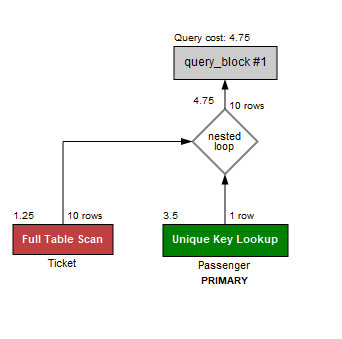 Query cost: 4.75
query_block #1
4.75
10 rows
nested
loop
1.25
10 rows
3.5
1 row
Full Table Scan
Unique Key Lookup
Ticket
Passenger
PRIMARY